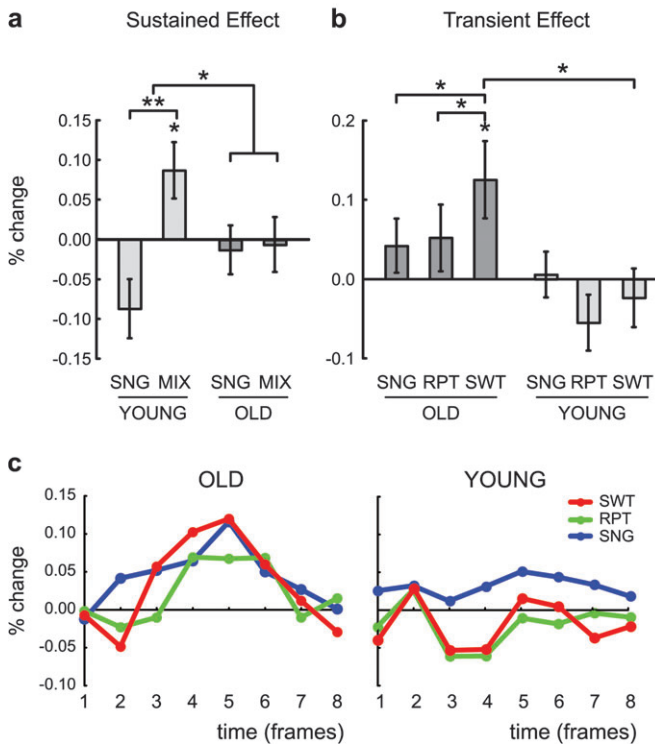 a Sustained Effect
b Transient Effect
*
**
*
% change
0.15
0.10
0.05
0.00
-0.05
-0.10
-0.15
SNG MIX SNG MIX
YOUNG OLD
*
*
*
*
% change
0.2
0.1
0.0
-0.1
SNG RPT SWT SNG RPT SWT
OLD YOUNG
c
OLD
% change
0.15
0.10
0.05
0.00
-0.05
-0.10
1 2 3 4 5 6 7 8
time (frames)
YOUNG
SWT
RPT
SNG
1 2 3 4 5 6 7 8
time (frames)